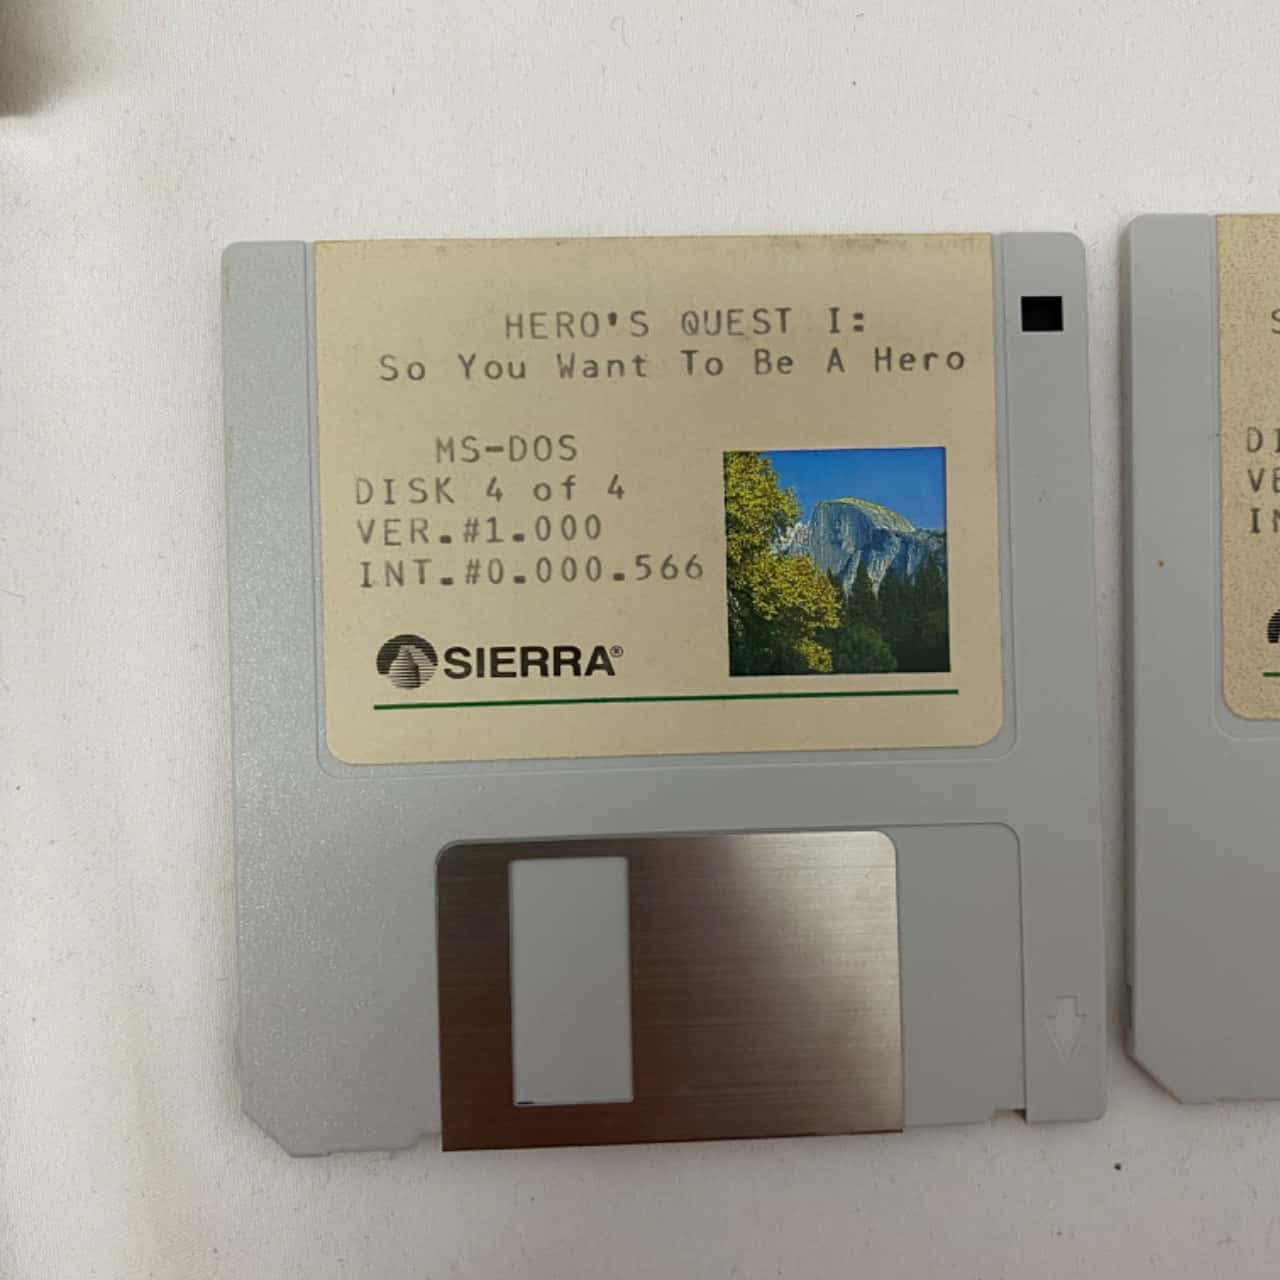 HERO'S QUEST I:
So You Want To Be A Hero
MS-DOS
DISK 4 of 4
VER.#1.000
INT.#0.000.566
SIERRA®